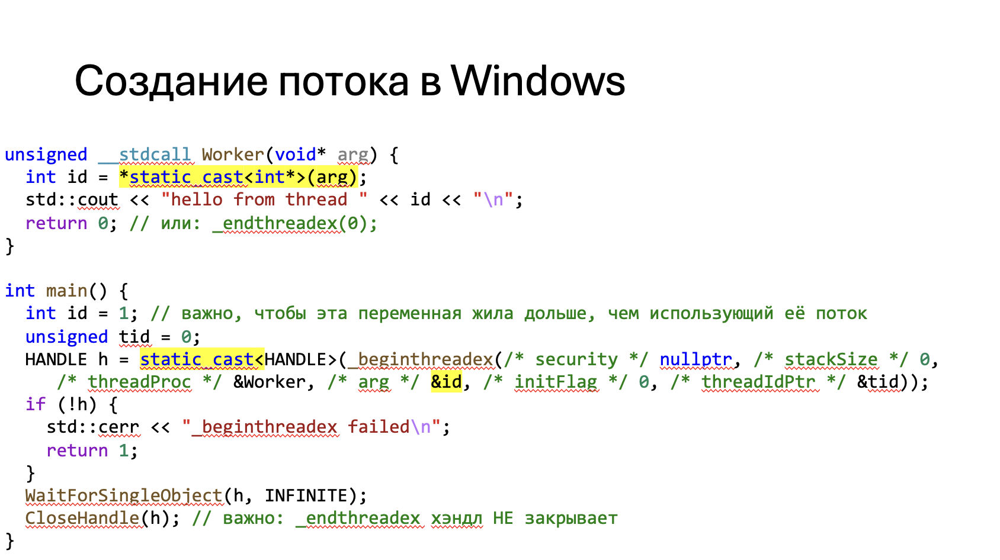 Создание потока в Windows
unsigned __stdcall Worker(void* arg) {
  int id = *static_cast<int*>(arg);
  std::cout << "hello from thread " << id << "\n";
  return 0; // или: _endthreadex(0);
}
int main() {
  int id = 1; // важно, чтобы эта переменная жила дольше, чем использующий её поток
  unsigned tid = 0;
  HANDLE h = static_cast<HANDLE>(_beginthreadex(/* security */ nullptr, /* stackSize */ 0,
     /* threadProc */ &Worker, /* arg */ &id, /* initFlag */ 0, /* threadIdPtr */ &tid));
  if (!h) {
    std::cerr << "_beginthreadex failed\n";
    return 1;
  }
  WaitForSingleObject(h, INFINITE);
  CloseHandle(h); // важно: _endthreadex хэндл НЕ закрывает
}